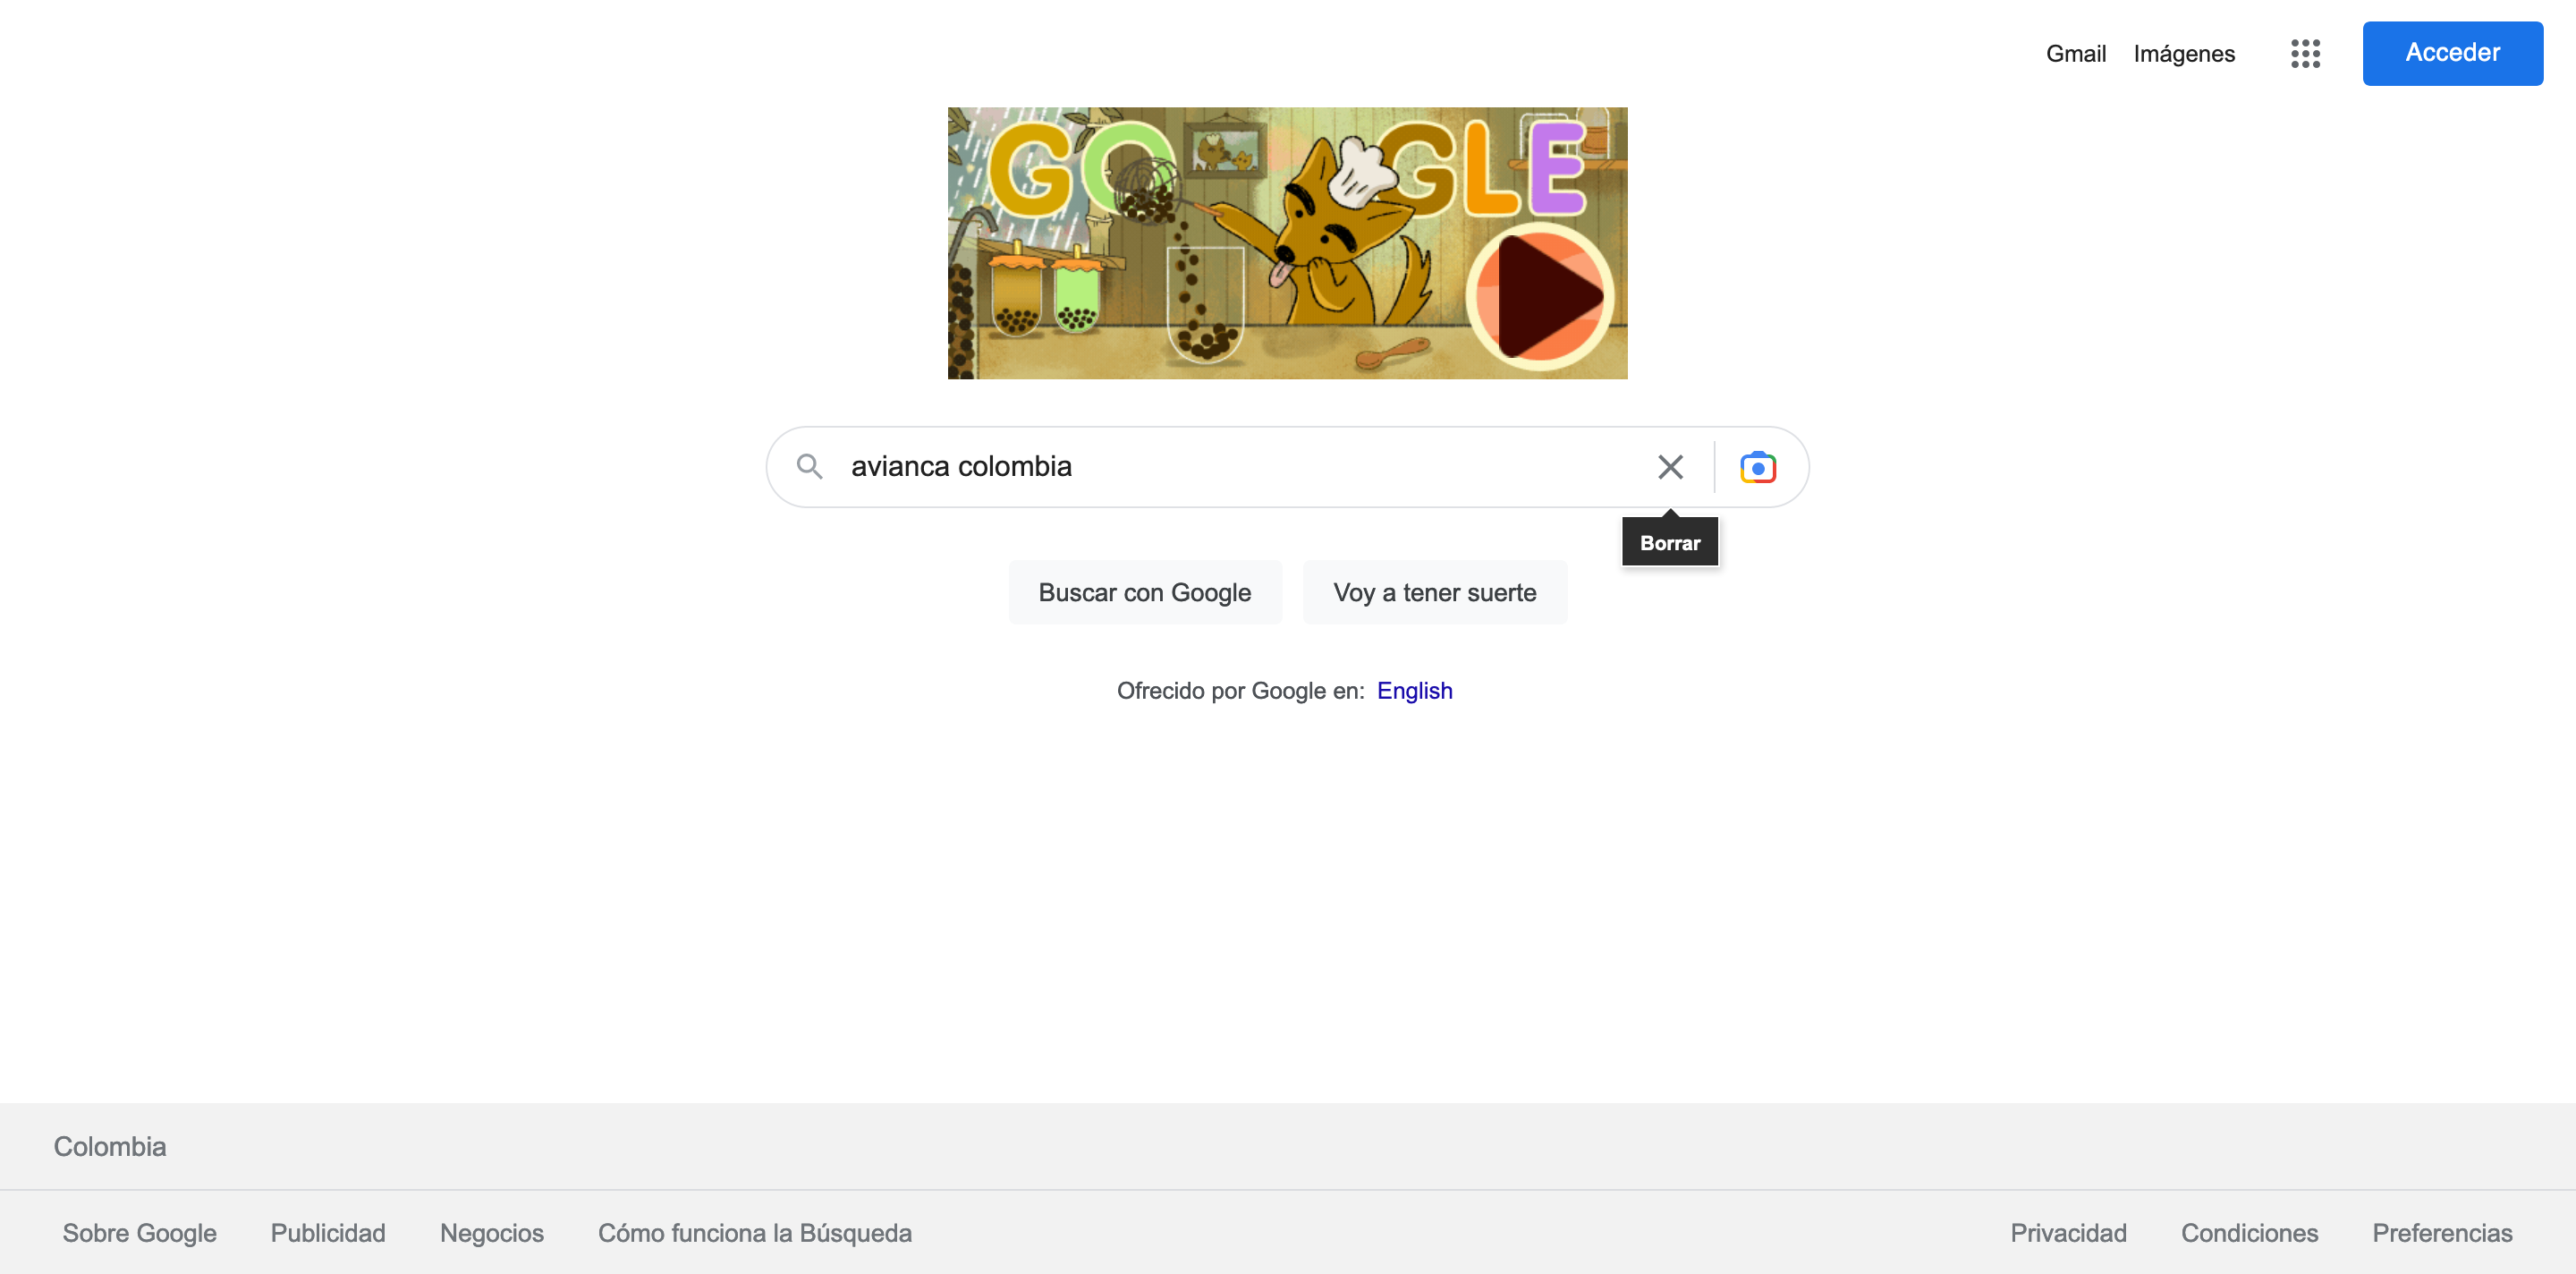 Gmail Imágenes Acceder
GOOGLE
avianca colombia
Borrar
Buscar con Google Voy a tener suerte
Ofrecido por Google en: English
Colombia
Sobre Google Publicidad Negocios Cómo funciona la Búsqueda Privacidad Condiciones Preferencias